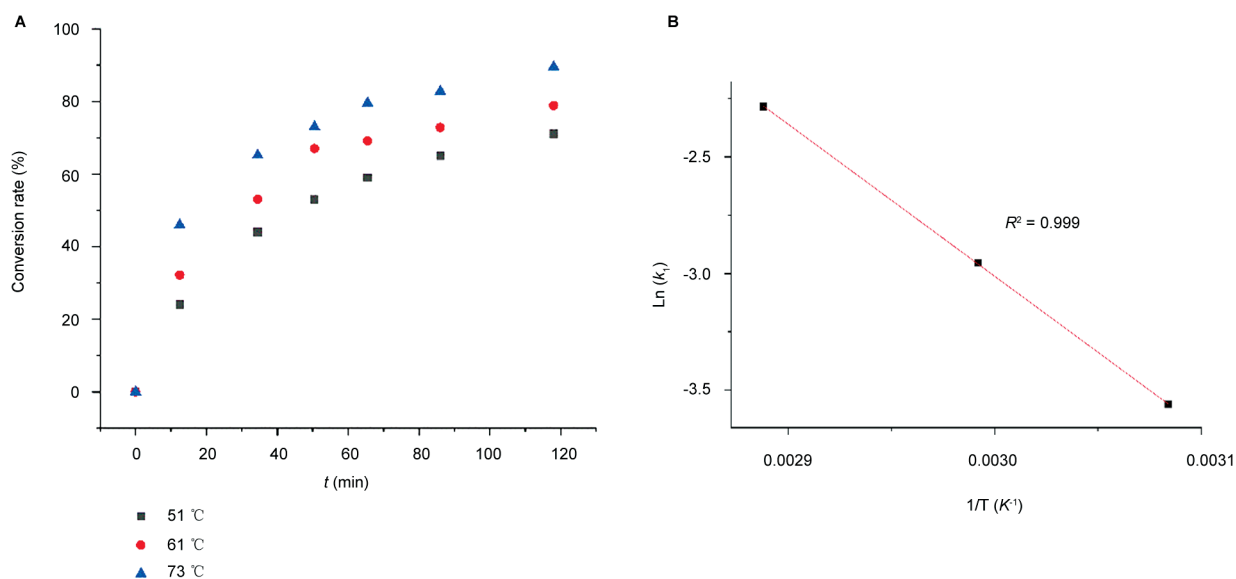 A
100
80
60
40
20
0
Conversion rate (%)
0 20 40 60 80 100 120
t (min)
51 ℃
61 ℃
73 ℃
B
-2.5
-3.0
-3.5
Ln (k₁)
R² = 0.999
0.0029 0.0030 0.0031
1/T (K⁻¹)